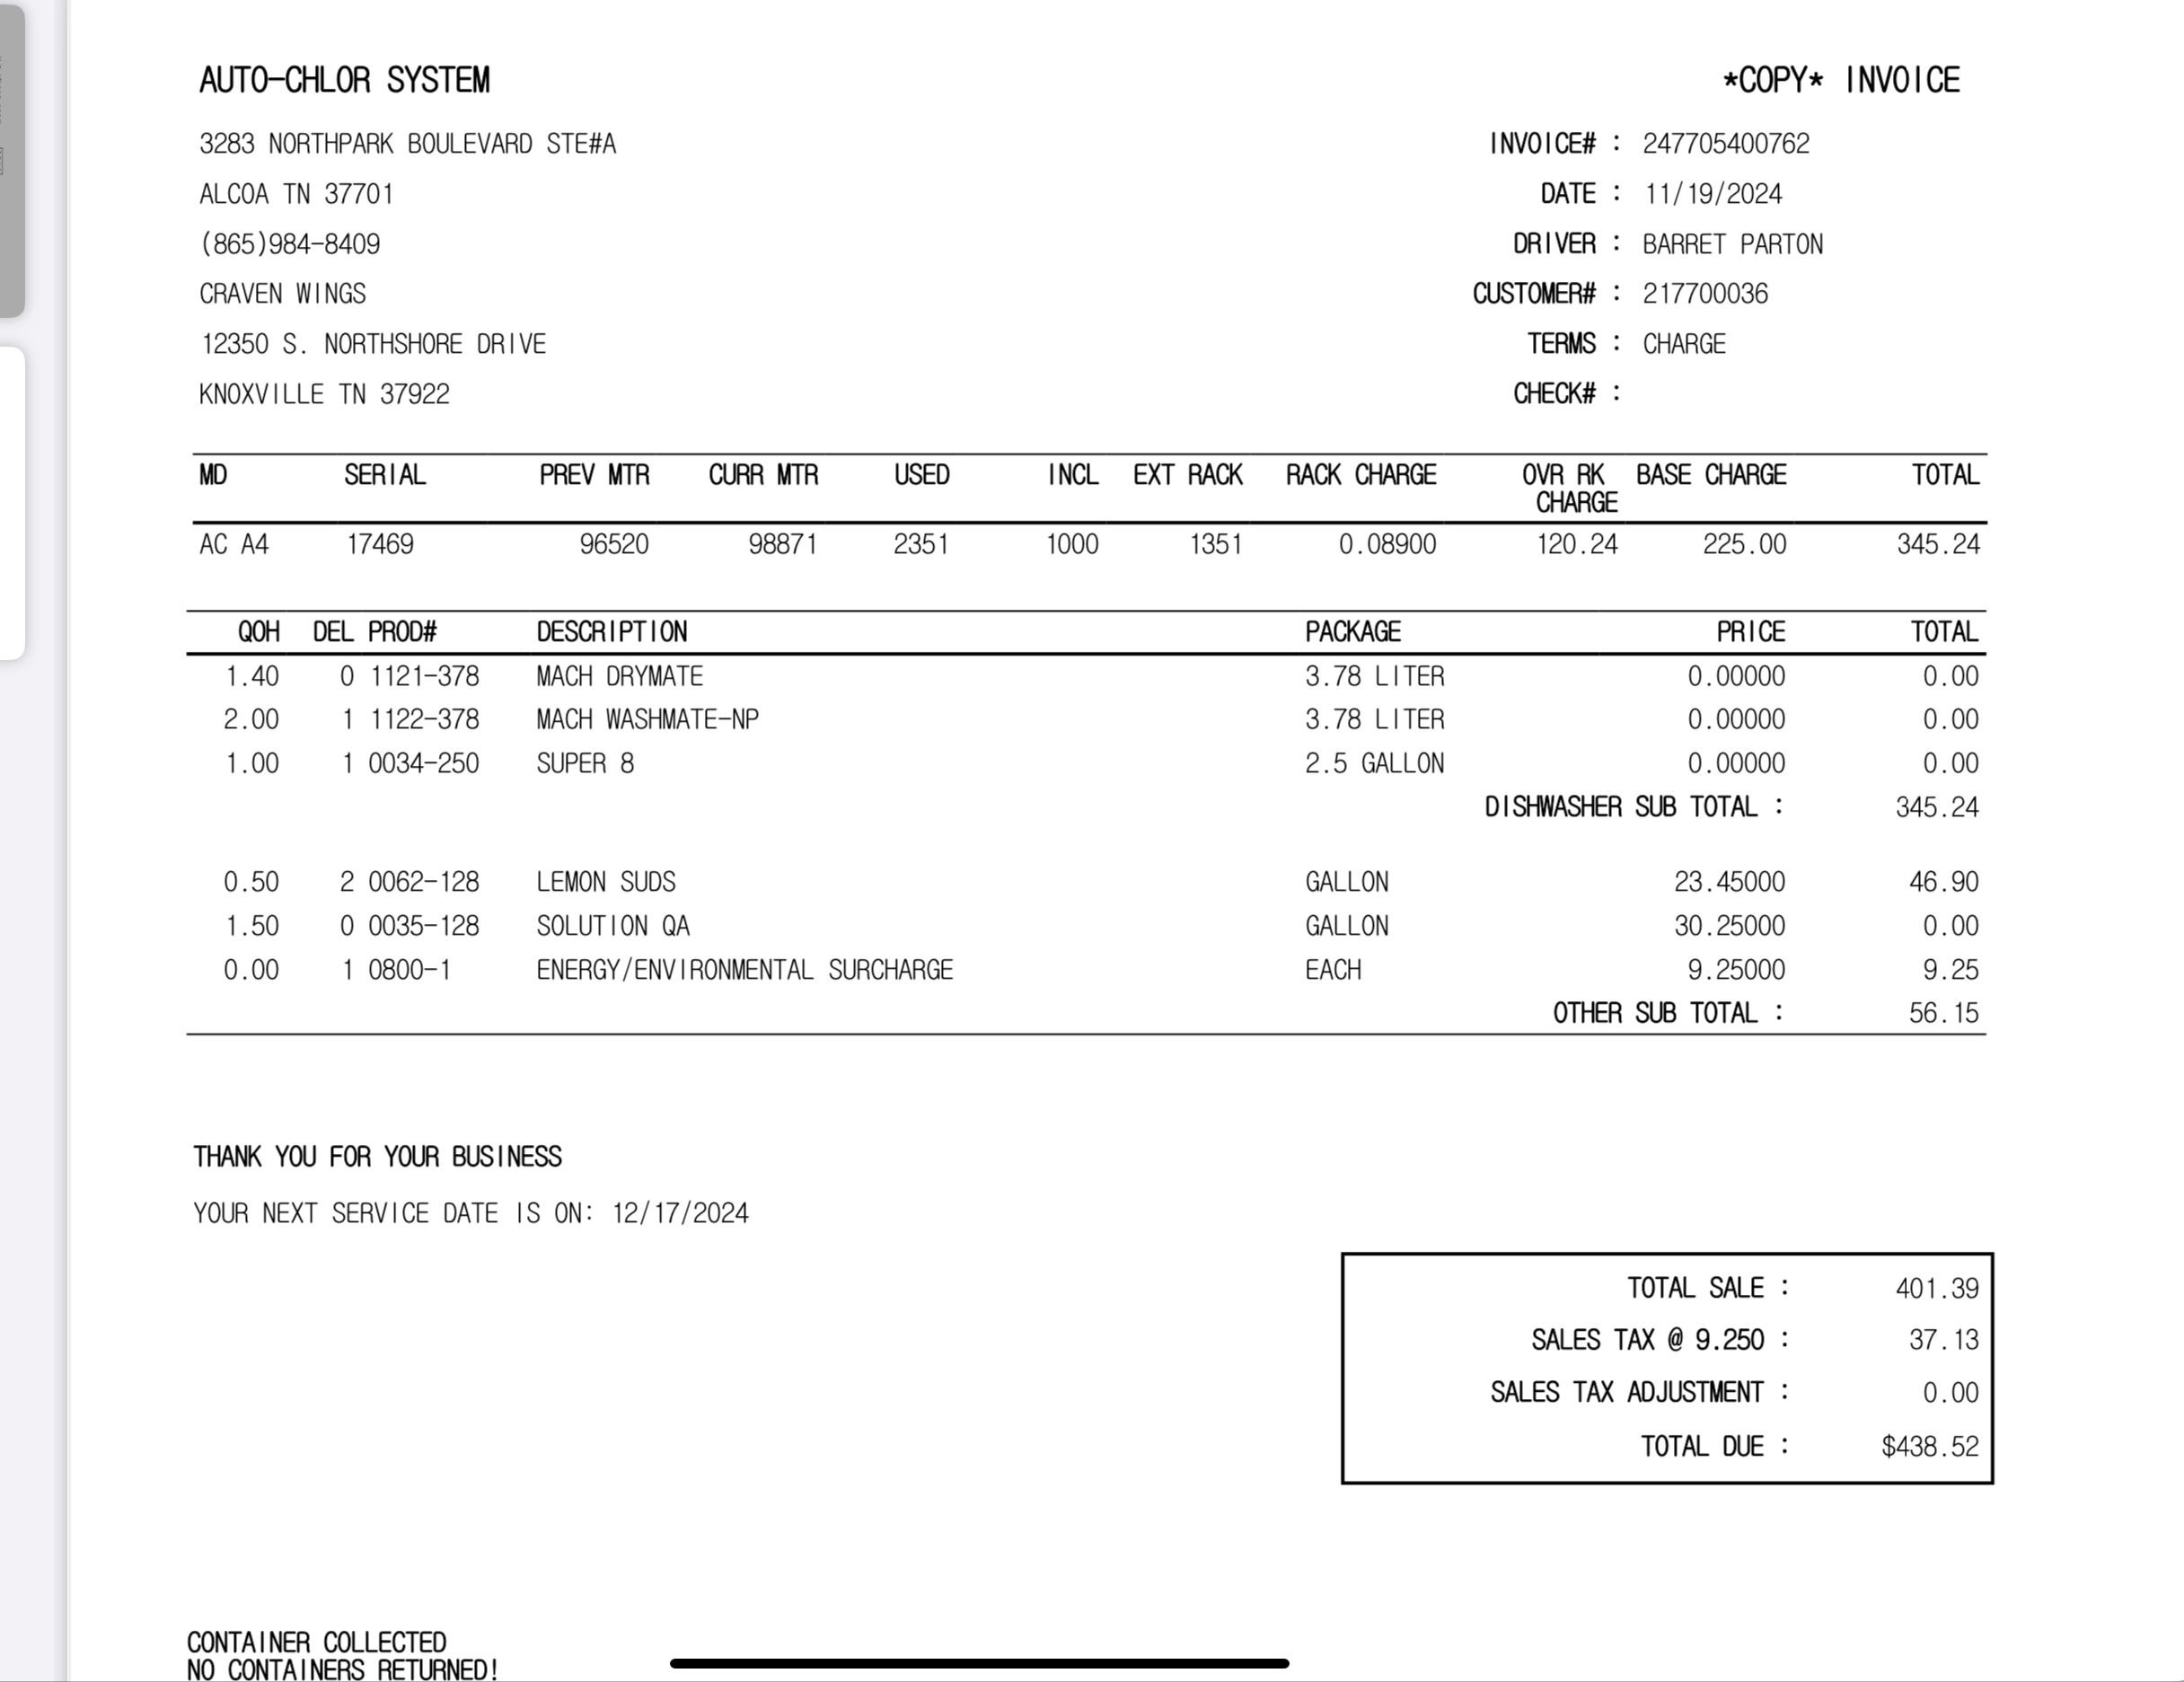 AUTO-CHLOR SYSTEM *COPY* INVOICE
3283 NORTHPARK BOULEVARD STE#A INVOICE# : 247705400762
ALCOA TN 37701 DATE : 11/19/2024
(865)984-8409 DRIVER : BARRET PARTON
CRAVEN WINGS CUSTOMER# : 217700036
12350 S. NORTHSHORE DRIVE TERMS : CHARGE
KNOXVILLE TN 37922 CHECK# :
MD SERIAL PREV MTR CURR MTR USED INCL EXT RACK RACK CHARGE OVR RK BASE CHARGE TOTAL
CHARGE
AC A4 17469 96520 98871 2351 1000 1351 0.08900 120.24 225.00 345.24
QOH DEL PROD# DESCRIPTION PACKAGE PRICE TOTAL
1.40 0 1121-378 MACH DRYMATE 3.78 LITER 0.00000 0.00
2.00 1 1122-378 MACH WASHMATE-NP 3.78 LITER 0.00000 0.00
1.00 1 0034-250 SUPER 8 2.5 GALLON 0.00000 0.00
DISHWASHER SUB TOTAL : 345.24
0.50 2 0062-128 LEMON SUDS GALLON 23.45000 46.90
1.50 0 0035-128 SOLUTION QA GALLON 30.25000 0.00
0.00 1 0800-1 ENERGY/ENVIRONMENTAL SURCHARGE EACH 9.25000 9.25
OTHER SUB TOTAL : 56.15
THANK YOU FOR YOUR BUSINESS
YOUR NEXT SERVICE DATE IS ON: 12/17/2024
TOTAL SALE : 401.39
SALES TAX @ 9.250 : 37.13
SALES TAX ADJUSTMENT : 0.00
TOTAL DUE : $438.52
CONTAINER COLLECTED
NO CONTAINERS RETURNED!